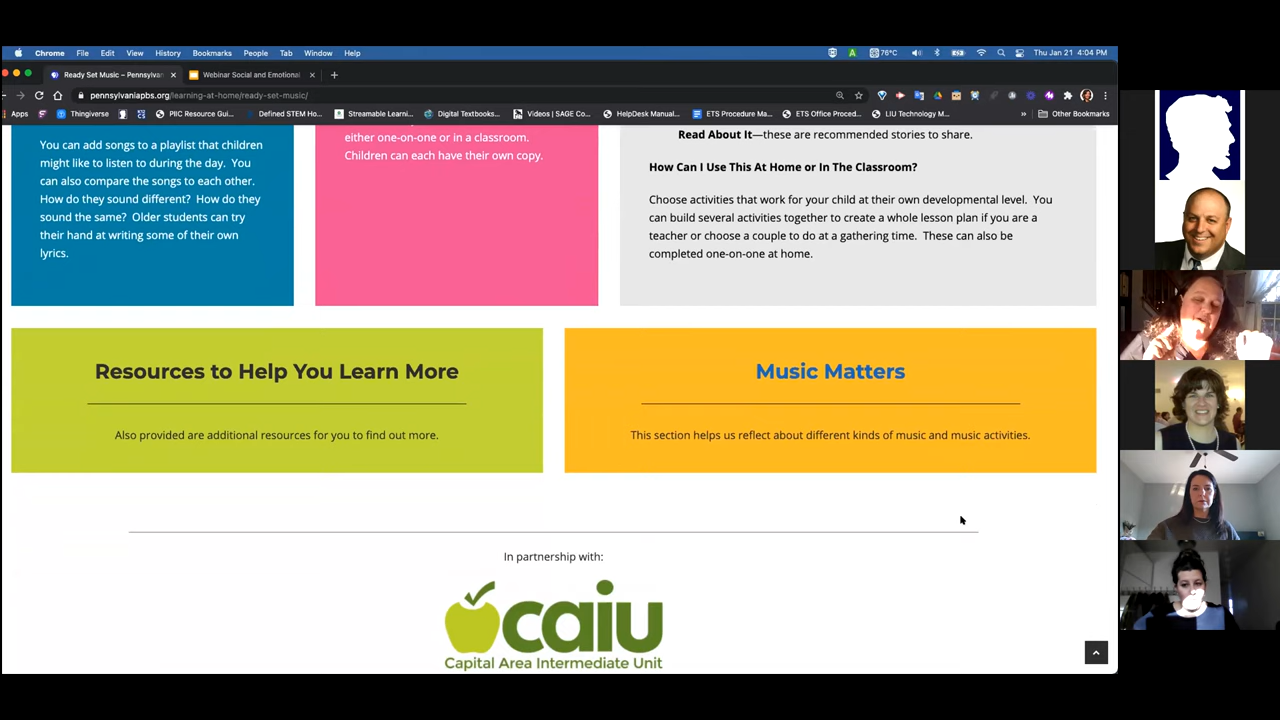 Chrome File Edit View History Bookmarks People Tab Window Help 76°C Thu Jan 21 4:04 PM
Ready Set Music – Pennsylvan Webinar Social and Emotional
pennsylvaniapbs.org/learning-at-home/ready-set-music/
Thingiverse PIIC Resource Gui... Defined STEM Ho... Streamable Learni... Digital Textbooks... Videos | SAGE Co... HelpDesk Manual... ETS Procedure Ma... ETS Office Proced... LIU Technology M... » Other Bookmarks
You can add songs to a playlist that children
might like to listen to during the day. You
can also compare the songs to each other.
How do they sound different? How do they
sound the same? Older students can try
their hand at writing some of their own
lyrics.
either one-on-one or in a classroom.
Children can each have their own copy.
Read About It—these are recommended stories to share.
How Can I Use This At Home or In The Classroom?
Choose activities that work for your child at their own developmental level. You
can build several activities together to create a whole lesson plan if you are a
teacher or choose a couple to do at a gathering time. These can also be
completed one-on-one at home.
Resources to Help You Learn More
Also provided are additional resources for you to find out more.
Music Matters
This section helps us reflect about different kinds of music and music activities.
In partnership with:
caiu
Capital Area Intermediate Unit